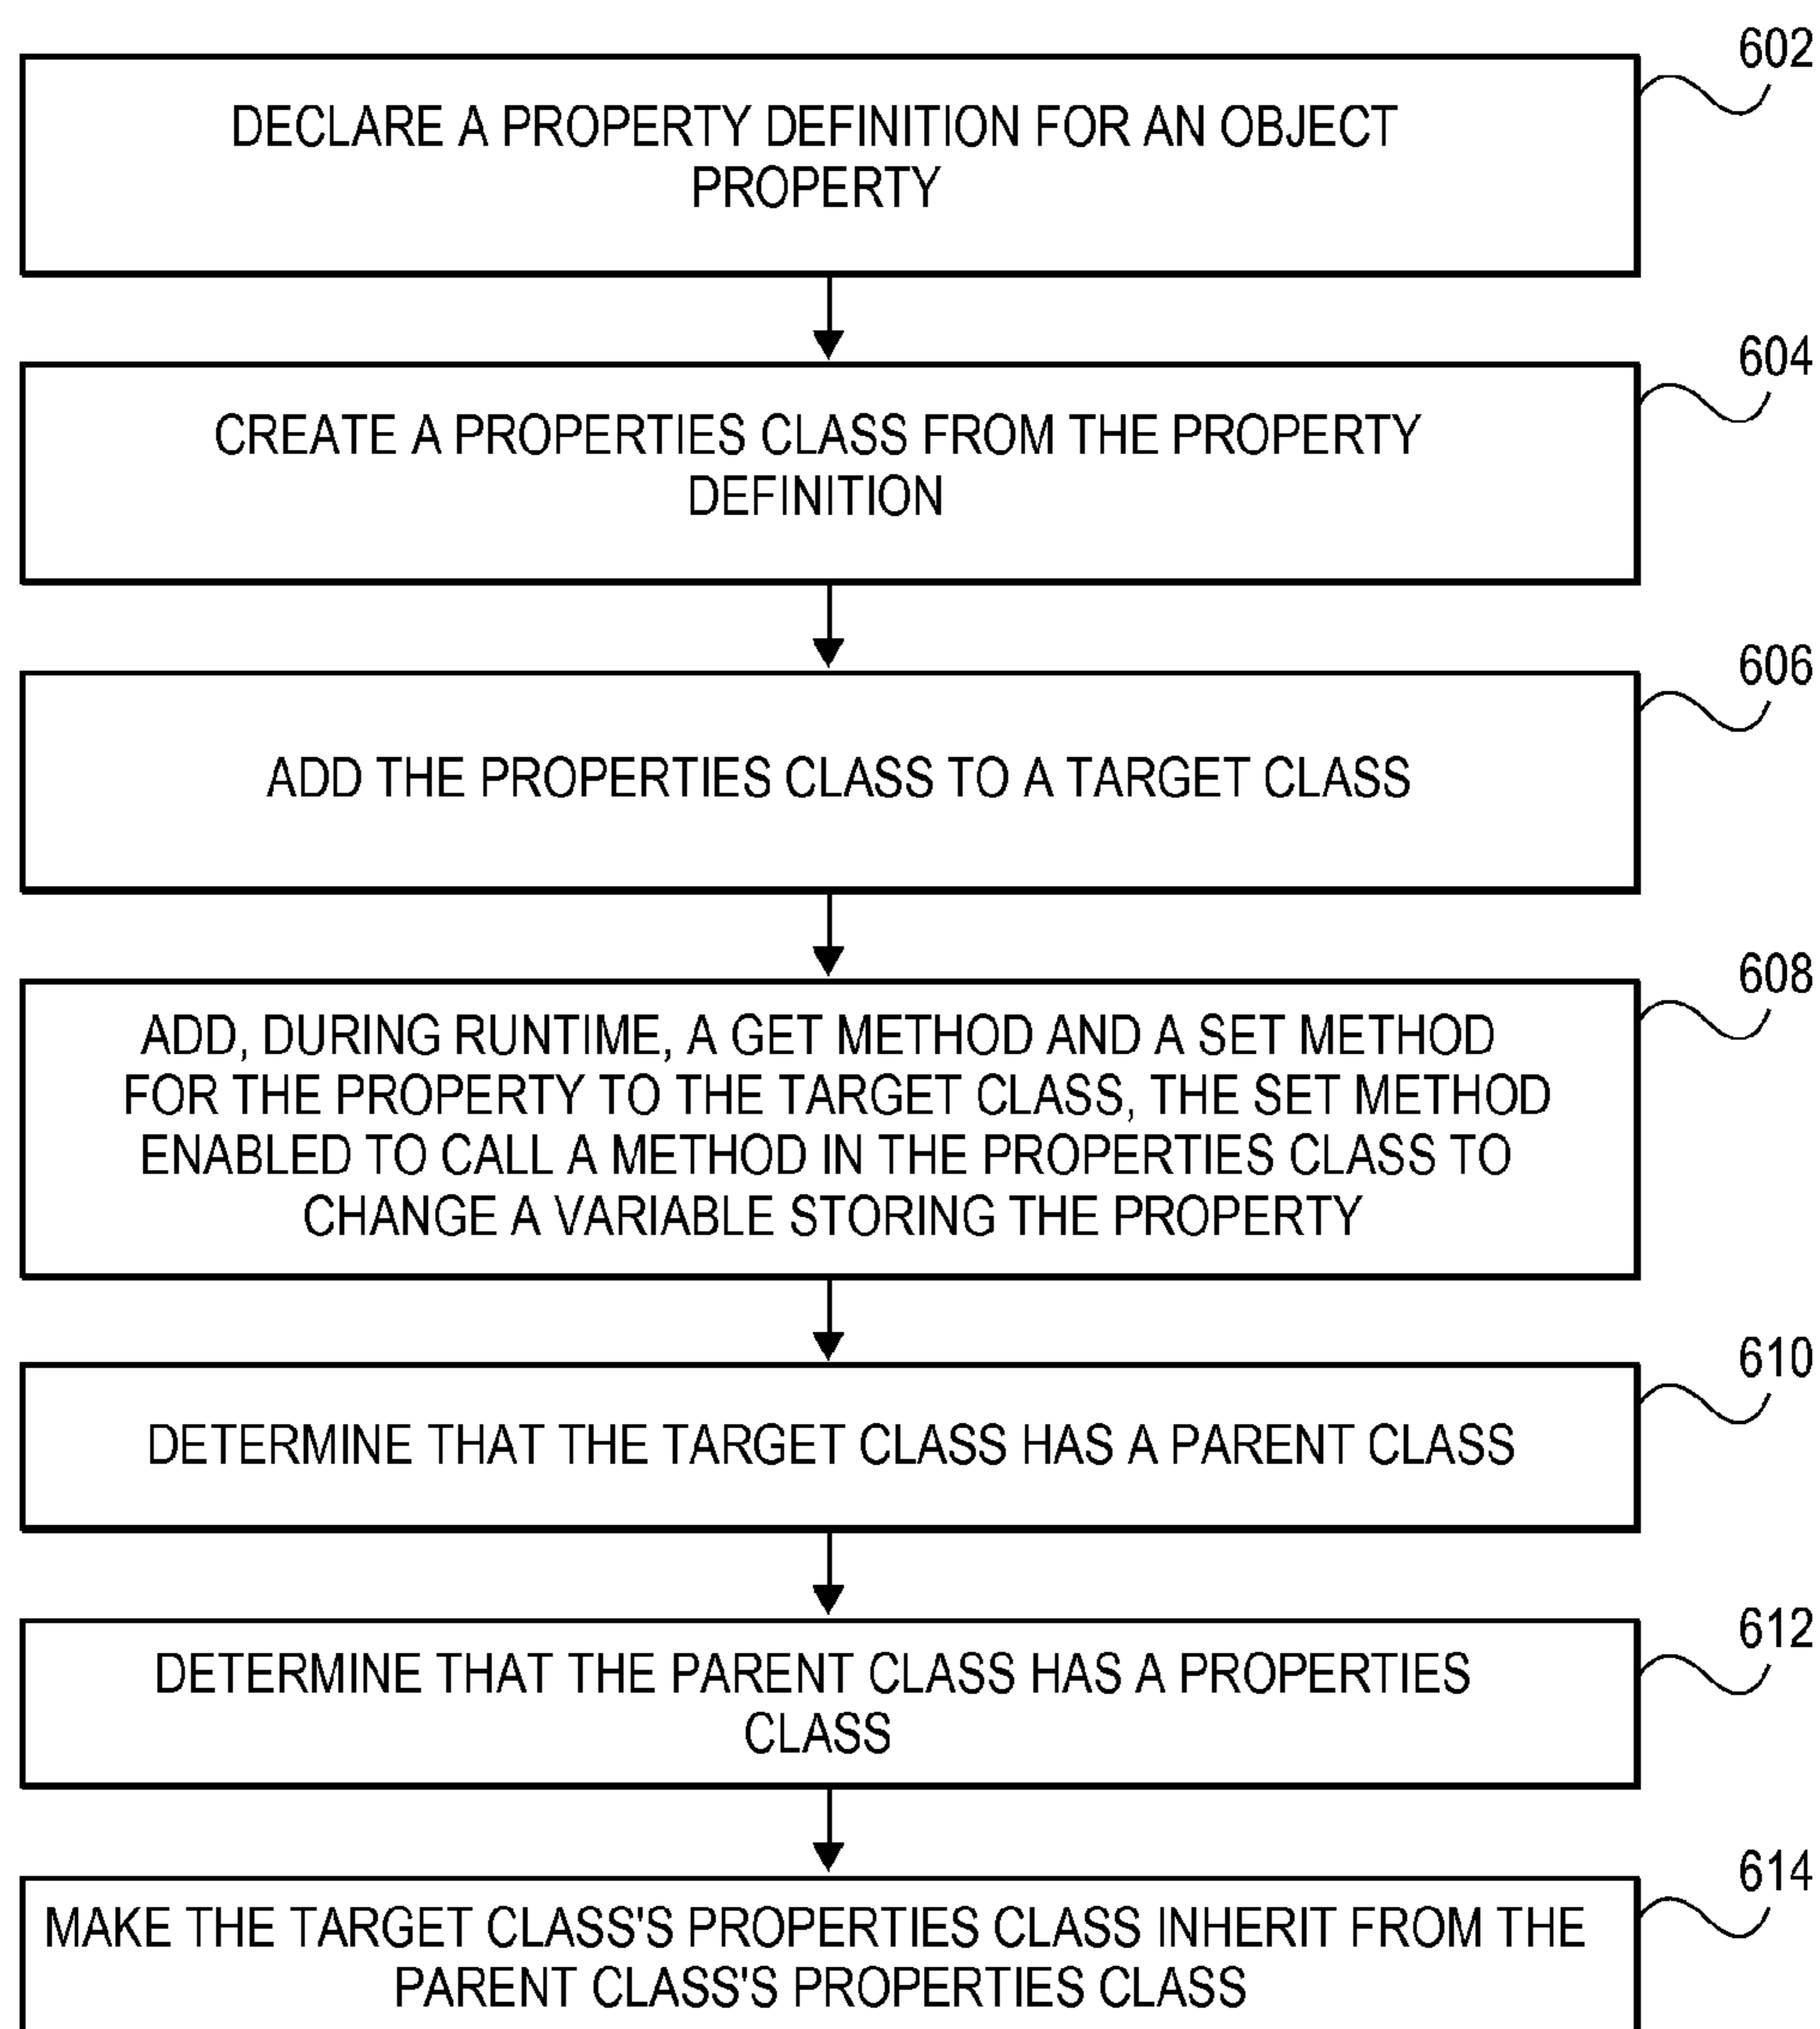 602
DECLARE A PROPERTY DEFINITION FOR AN OBJECT
PROPERTY
604
CREATE A PROPERTIES CLASS FROM THE PROPERTY
DEFINITION
606
ADD THE PROPERTIES CLASS TO A TARGET CLASS
608
ADD, DURING RUNTIME, A GET METHOD AND A SET METHOD
FOR THE PROPERTY TO THE TARGET CLASS, THE SET METHOD
ENABLED TO CALL A METHOD IN THE PROPERTIES CLASS TO
CHANGE A VARIABLE STORING THE PROPERTY
610
DETERMINE THAT THE TARGET CLASS HAS A PARENT CLASS
612
DETERMINE THAT THE PARENT CLASS HAS A PROPERTIES
CLASS
614
MAKE THE TARGET CLASS'S PROPERTIES CLASS INHERIT FROM THE
PARENT CLASS'S PROPERTIES CLASS